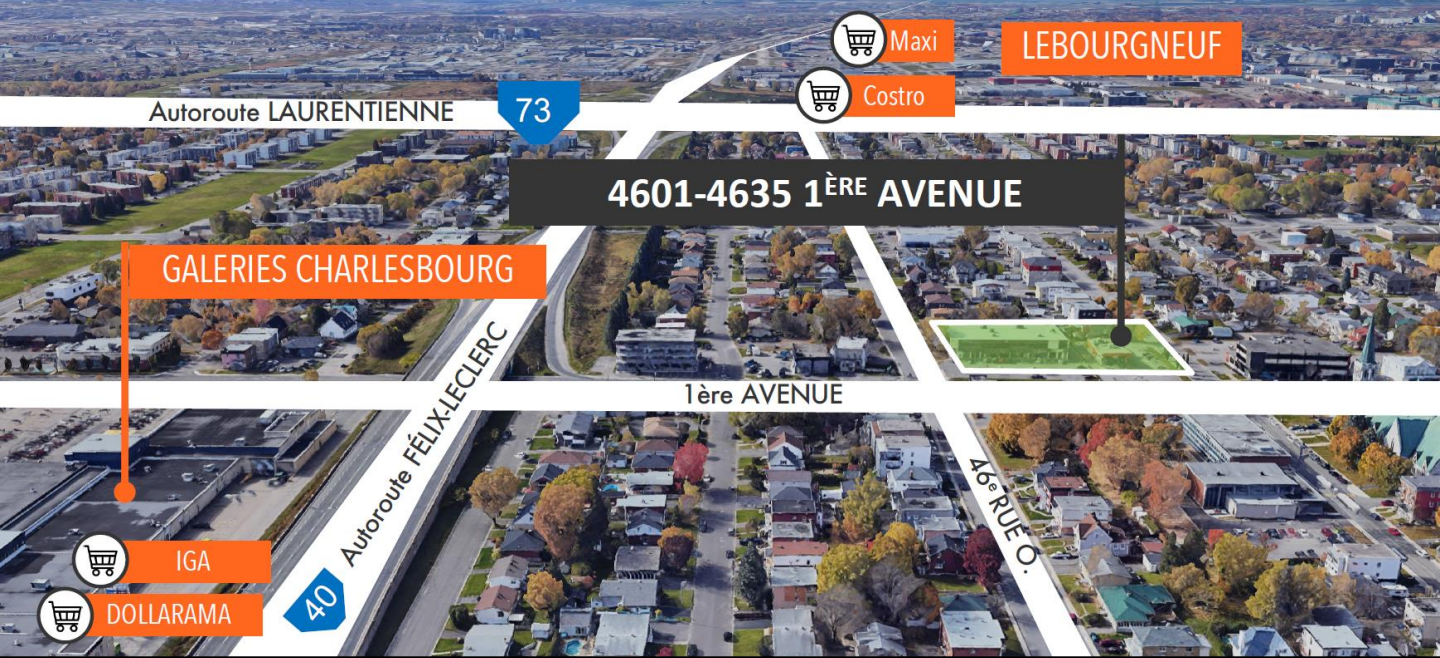 Maxi
LEBOURGNEUF
Costro
Autoroute LAURENTIENNE
73
4601-4635 1ÈRE AVENUE
GALERIES CHARLESBOURG
Autoroute FÉLIX-LECLERC
1ère AVENUE
46e RUE O.
IGA
DOLLARAMA
40